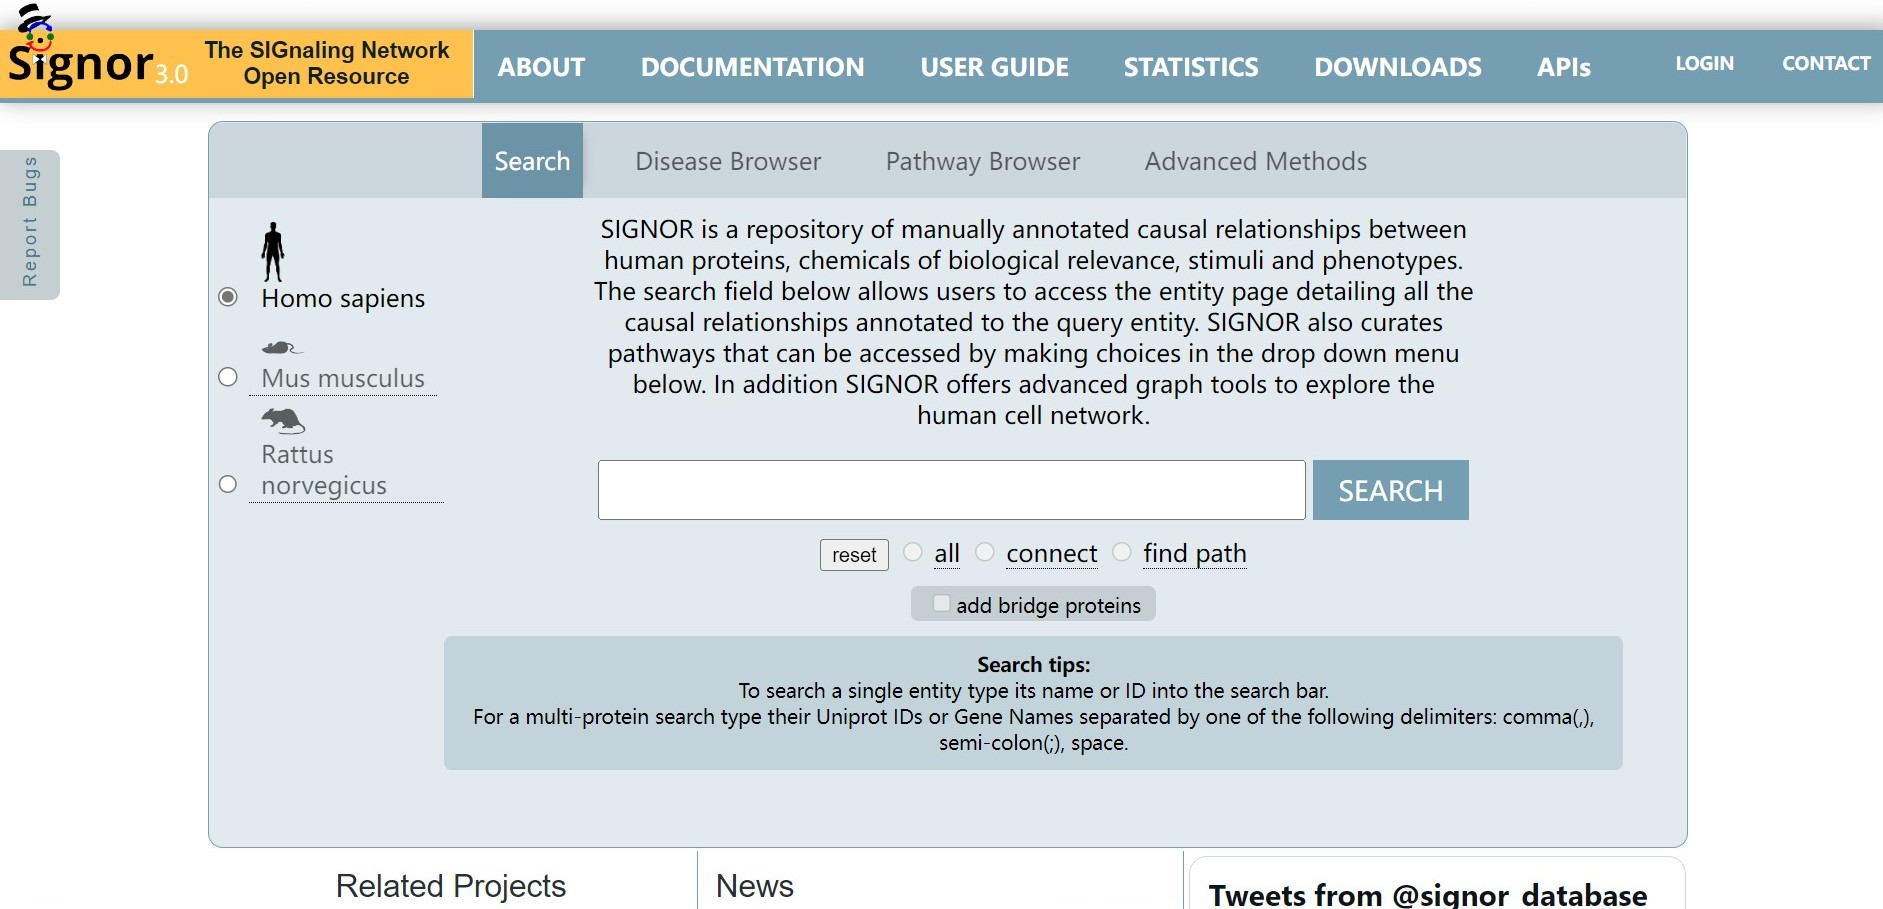 Signor 3.0
The SIGnaling Network
Open Resource
ABOUT
DOCUMENTATION
USER GUIDE
STATISTICS
DOWNLOADS
APIs
LOGIN
CONTACT
Report Bugs
Search
Disease Browser
Pathway Browser
Advanced Methods
Homo sapiens
Mus musculus
Rattus
norvegicus
SIGNOR is a repository of manually annotated causal relationships between
human proteins, chemicals of biological relevance, stimuli and phenotypes.
The search field below allows users to access the entity page detailing all the
causal relationships annotated to the query entity. SIGNOR also curates
pathways that can be accessed by making choices in the drop down menu
below. In addition SIGNOR offers advanced graph tools to explore the
human cell network.
SEARCH
reset
all
connect
find path
add bridge proteins
Search tips:
To search a single entity type its name or ID into the search bar.
For a multi-protein search type their Uniprot IDs or Gene Names separated by one of the following delimiters: comma(,),
semi-colon(;), space.
Related Projects
News
Tweets from @signor_database